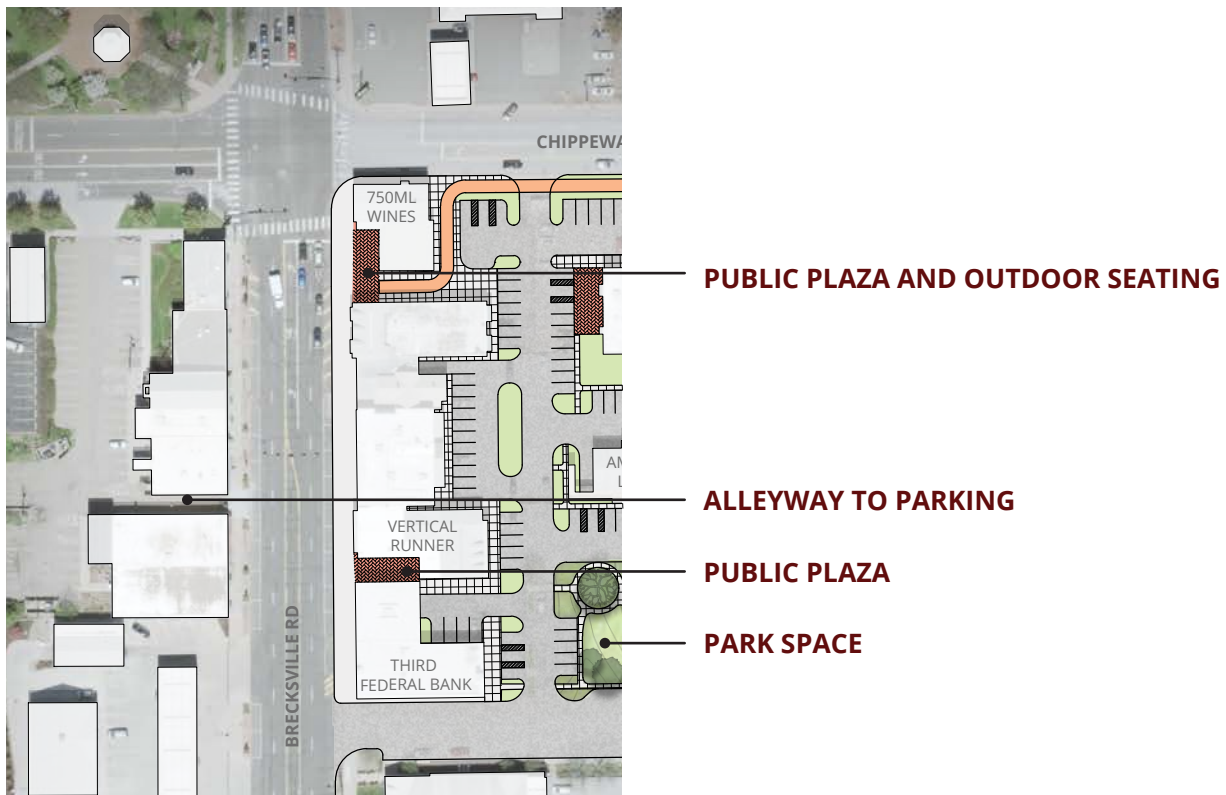 CHIPPEWA
750ML
WINES
PUBLIC PLAZA AND OUTDOOR SEATING
ALLEYWAY TO PARKING
VERTICAL
RUNNER
PUBLIC PLAZA
PARK SPACE
THIRD
FEDERAL BANK
BRECKSVILLE RD